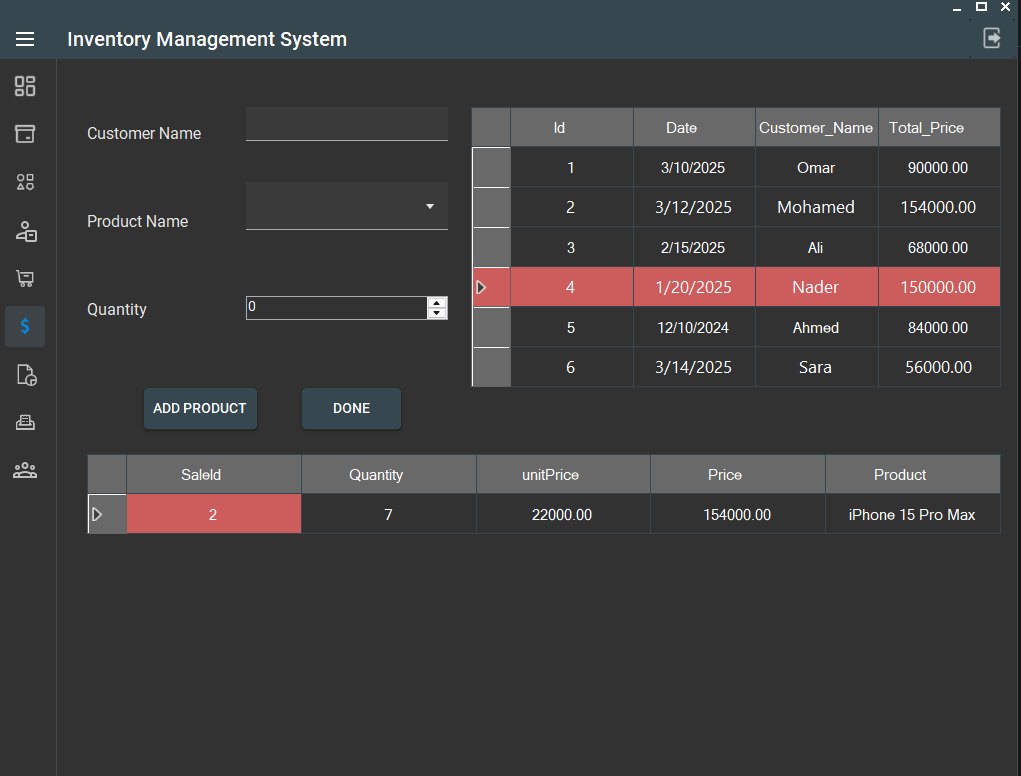 Inventory Management System
Customer Name
Product Name
Quantity
0
ADD PRODUCT DONE
Id Date Customer_Name Total_Price
1 3/10/2025 Omar 90000.00
2 3/12/2025 Mohamed 154000.00
3 2/15/2025 Ali 68000.00
4 1/20/2025 Nader 150000.00
5 12/10/2024 Ahmed 84000.00
6 3/14/2025 Sara 56000.00
SaleId Quantity unitPrice Price Product
2 7 22000.00 154000.00 iPhone 15 Pro Max